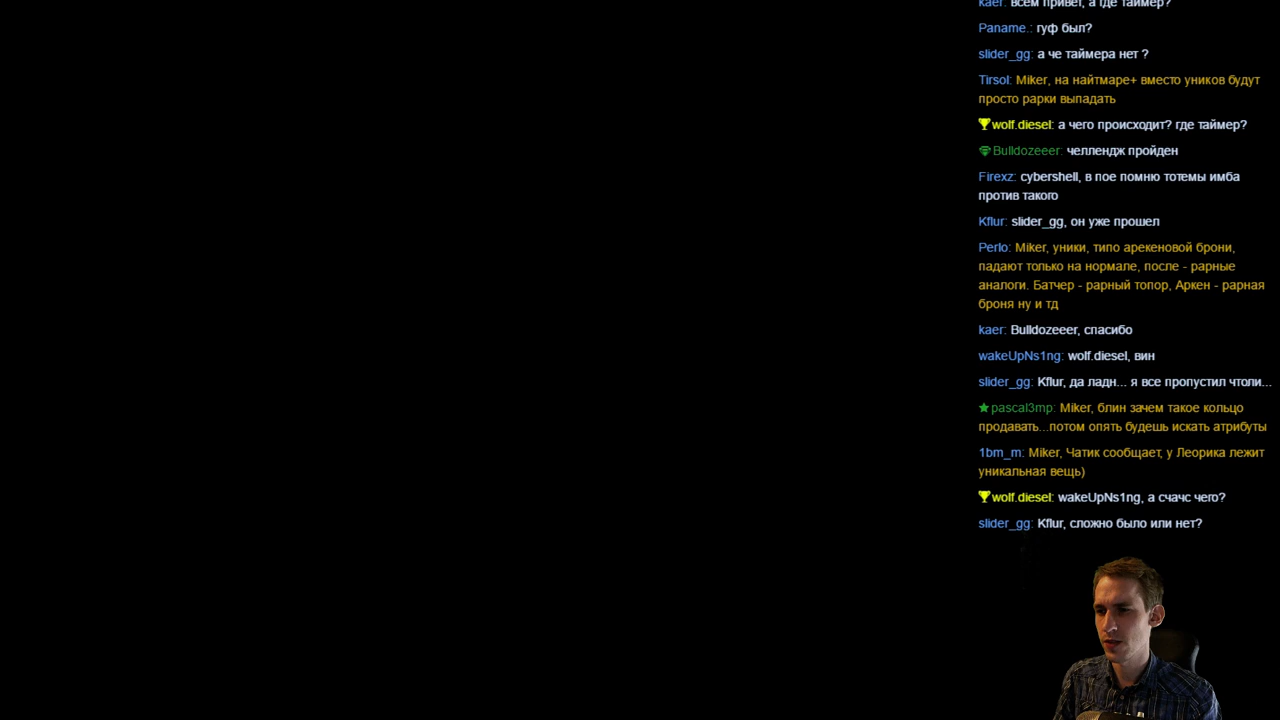 kaer: всем привет, а где таймер?
Paname.: гуф был?
slider_gg: а че таймера нет ?
Tirsol: Miker, на найтмаре+ вместо уников будут
просто рарки выпадать
wolf.diesel: а чего происходит? где таймер?
Bulldozeeer: челлендж пройден
Firexz: cybershell, в пое помню тотемы имба
против такого
Kflur: slider_gg, он уже прошел
Perlo: Miker, уники, типо арекеновой брони,
падают только на нормале, после - рарные
аналоги. Батчер - рарный топор, Аркен - рарная
броня ну и тд
kaer: Bulldozeeer, спасибо
wakeUpNs1ng: wolf.diesel, вин
slider_gg: Kflur, да ладн... я все пропустил чтоли...
pascal3mp: Miker, блин зачем такое кольцо
продавать...потом опять будешь искать атрибуты
1bm_m: Miker, Чатик сообщает, у Леорика лежит
уникальная вещь)
wolf.diesel: wakeUpNs1ng, а счачс чего?
slider_gg: Kflur, сложно было или нет?